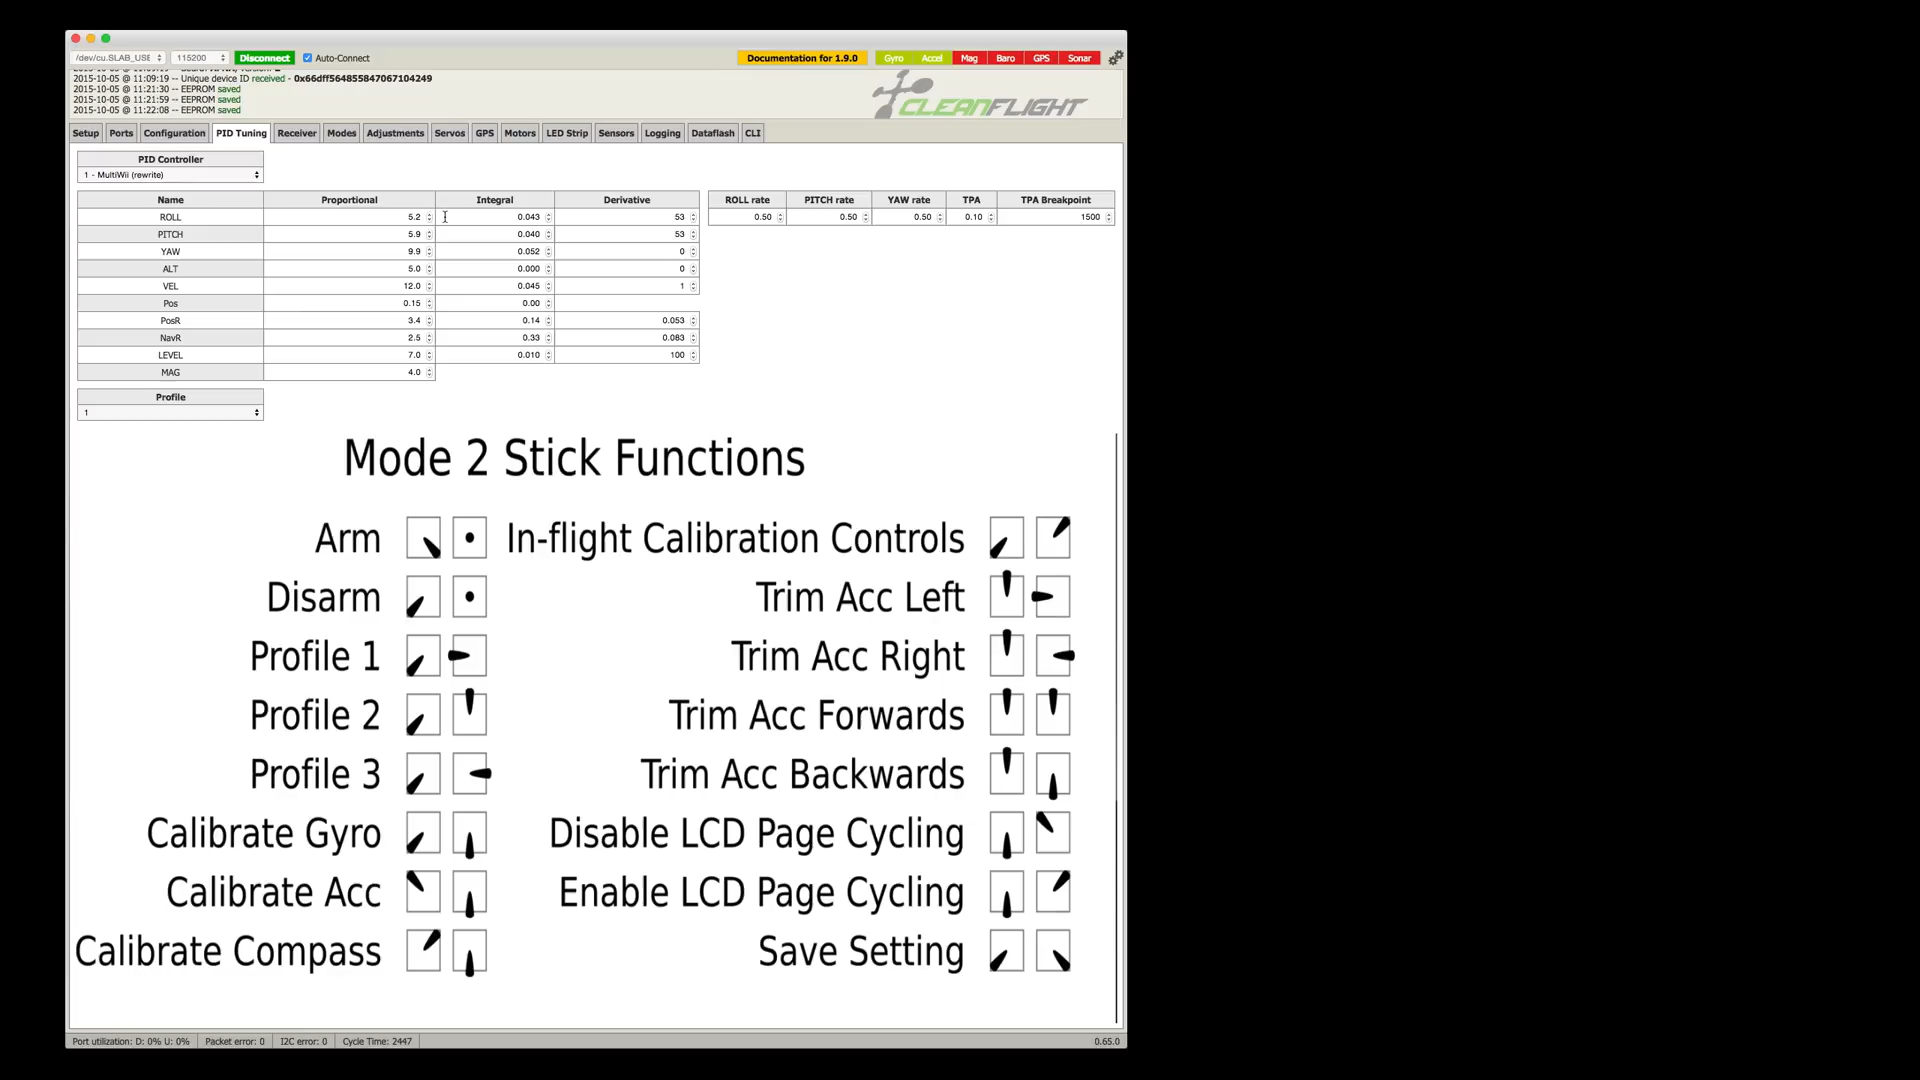 /dev/cu.SLAB_USE 115200 Disconnect Auto-Connect Documentation for 1.9.0 Gyro Accel Mag Baro GPS Sonar
2015-10-05 @ 11:09:19 -- Unique device ID received - 0x66dff564855847067104249
2015-10-05 @ 11:21:30 -- EEPROM saved
2015-10-05 @ 11:21:59 -- EEPROM saved
2015-10-05 @ 11:22:08 -- EEPROM saved
CLEANFLIGHT
Setup Ports Configuration PID Tuning Receiver Modes Adjustments Servos GPS Motors LED Strip Sensors Logging Dataflash CLI
PID Controller
1 - MultiWii (rewrite)
Name Proportional Integral Derivative ROLL rate PITCH rate YAW rate TPA TPA Breakpoint
ROLL 5.2 0.043 53 0.50 0.50 0.50 0.10 1500
PITCH 5.9 0.040 53
YAW 9.9 0.052 0
ALT 5.0 0.000 0
VEL 12.0 0.045 1
Pos 0.15 0.00
PosR 3.4 0.14 0.053
NavR 2.5 0.33 0.083
LEVEL 7.0 0.010 100
MAG 4.0
Profile
1
Mode 2 Stick Functions
Arm In-flight Calibration Controls
Disarm Trim Acc Left
Profile 1 Trim Acc Right
Profile 2 Trim Acc Forwards
Profile 3 Trim Acc Backwards
Calibrate Gyro Disable LCD Page Cycling
Calibrate Acc Enable LCD Page Cycling
Calibrate Compass Save Setting
Port utilization: D: 0% U: 0% Packet error: 0 I2C error: 0 Cycle Time: 2447 0.65.0